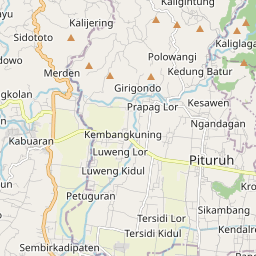 Kaligintung
Kalijering
Sidototo
Kaliglaga
Polowangi
Merden
Kedung Batur
Girigondo
Prapag Lor
Kesawen
Ngandagan
Kembangkuning
Kabuaran
Luweng Lor
Pituruh
Luweng Kidul
Petuguran
Sikambang
Tersidi Lor
Tersidi Kidul
Sembirkadipaten